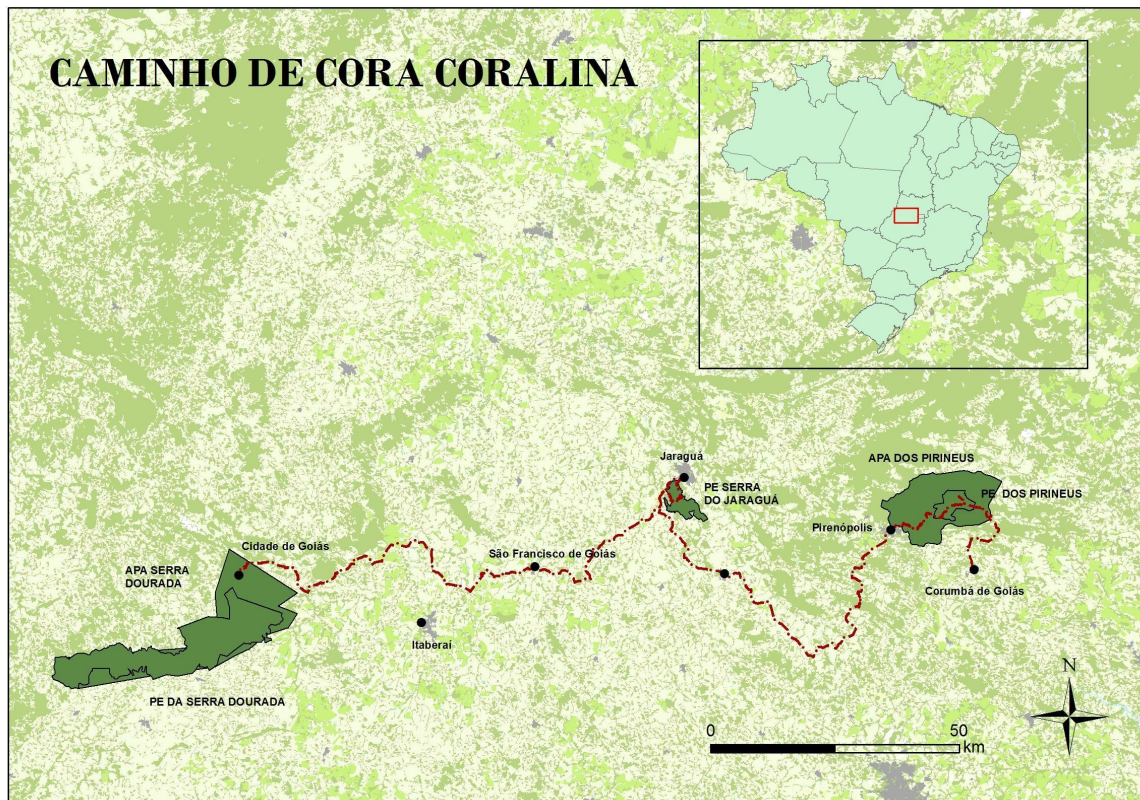 CAMINHO DE CORA CORALINA
Jaraguá
PE SERRA
DO JARAGUÁ
APA DOS PIRINEUS
PE DOS PIRINEUS
Pirenópolis
Corumbá de Goiás
Cidade de Goiás
São Francisco de Goiás
APA SERRA
DOURADA
Itaberaí
PE DA SERRA DOURADA
N
0 50
km